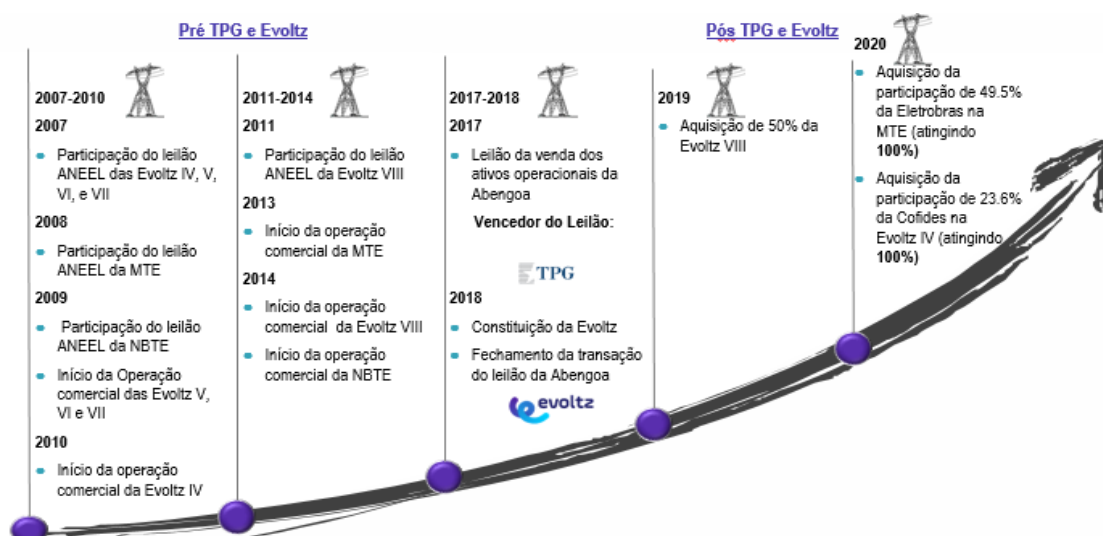 Pré TPG e Evoltz
2007-2010
2007
Participação do leilão
ANEEL das Evoltz IV, V,
VI, e VII
2008
Participação do leilão
ANEEL da MTE
2009
Participação do leilão
ANEEL da NBTE
Início da Operação
comercial das Evoltz V,
VI e VII
2010
Início da operação
comercial da Evoltz IV
2011-2014
2011
Participação do leilão
ANEEL da Evoltz VIII
2013
Início da operação
comercial da MTE
2014
Início da operação
comercial da Evoltz VIII
Início da operação
comercial da NBTE
2017-2018
2017
Leilão da venda dos
ativos operacionais da
Abengoa
Vencedor do Leilão:
TPG
2018
Constituição da Evoltz
Fechamento da transação
do leilão da Abengoa
evoltz
Pós TPG e Evoltz
2019
Aquisição de 50% da
Evoltz VIII
2020
Aquisição da
participação de 49.5%
da Eletrobras na
MTE (atingindo
100%)
Aquisição da
participação de 23.6%
da Cofides na
Evoltz IV (atingindo
100%)